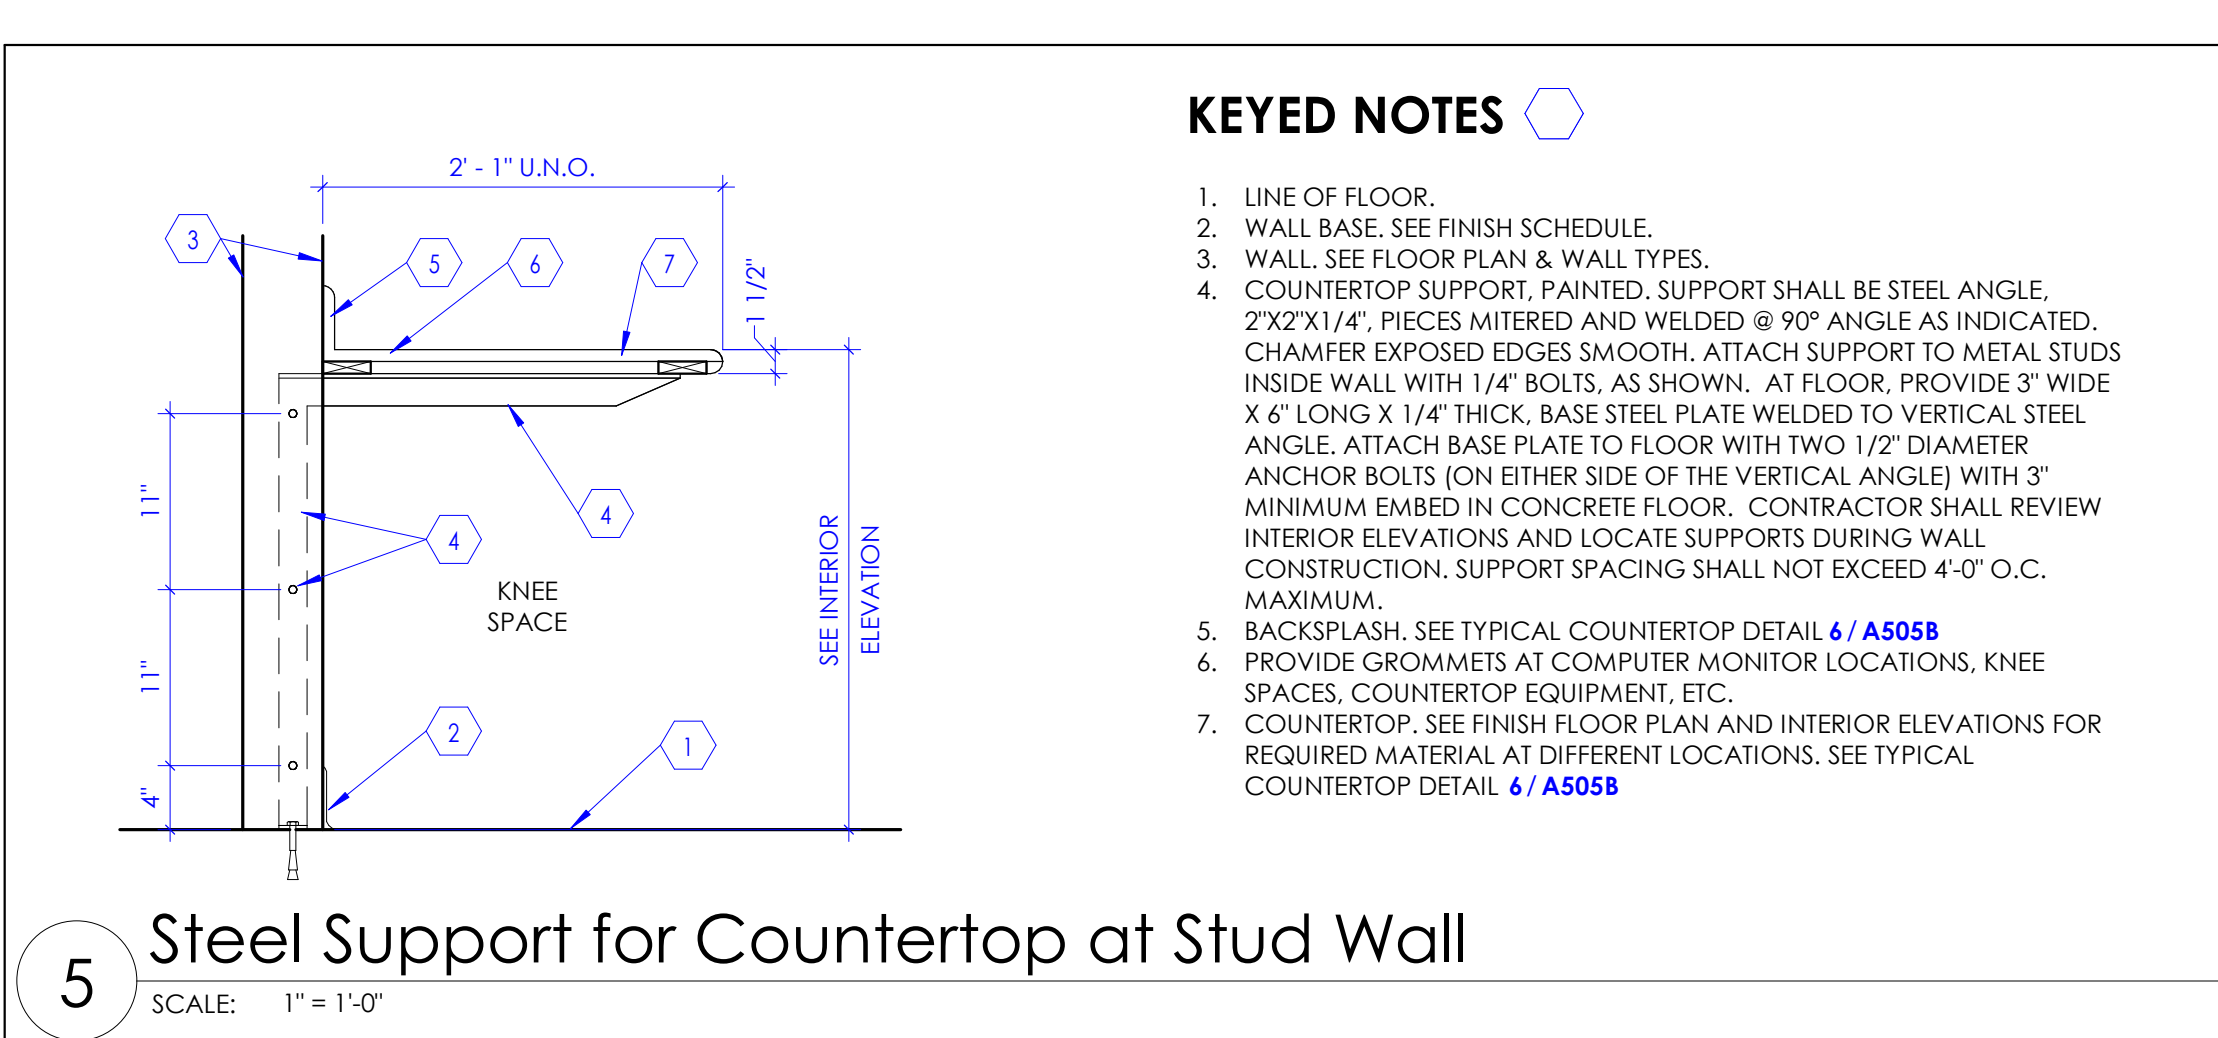 2' - 1" U.N.O.
3
5
6
7
1 1/2"
11"
4
4
KNEE
SPACE
SEE INTERIOR
ELEVATION
11"
2
1
4"
KEYED NOTES
1. LINE OF FLOOR.
2. WALL BASE. SEE FINISH SCHEDULE.
3. WALL. SEE FLOOR PLAN & WALL TYPES.
4. COUNTERTOP SUPPORT, PAINTED. SUPPORT SHALL BE STEEL ANGLE,
2"X2"X1/4", PIECES MITERED AND WELDED @ 90° ANGLE AS INDICATED.
CHAMFER EXPOSED EDGES SMOOTH. ATTACH SUPPORT TO METAL STUDS
INSIDE WALL WITH 1/4" BOLTS, AS SHOWN. AT FLOOR, PROVIDE 3" WIDE
X 6" LONG X 1/4" THICK, BASE STEEL PLATE WELDED TO VERTICAL STEEL
ANGLE. ATTACH BASE PLATE TO FLOOR WITH TWO 1/2" DIAMETER
ANCHOR BOLTS (ON EITHER SIDE OF THE VERTICAL ANGLE) WITH 3"
MINIMUM EMBED IN CONCRETE FLOOR. CONTRACTOR SHALL REVIEW
INTERIOR ELEVATIONS AND LOCATE SUPPORTS DURING WALL
CONSTRUCTION. SUPPORT SPACING SHALL NOT EXCEED 4'-0" O.C.
MAXIMUM.
5. BACKSPLASH. SEE TYPICAL COUNTERTOP DETAIL 6 / A505B
6. PROVIDE GROMMETS AT COMPUTER MONITOR LOCATIONS, KNEE
SPACES, COUNTERTOP EQUIPMENT, ETC.
7. COUNTERTOP. SEE FINISH FLOOR PLAN AND INTERIOR ELEVATIONS FOR
REQUIRED MATERIAL AT DIFFERENT LOCATIONS. SEE TYPICAL
COUNTERTOP DETAIL 6 / A505B
5
Steel Support for Countertop at Stud Wall
SCALE: 1" = 1'-0"